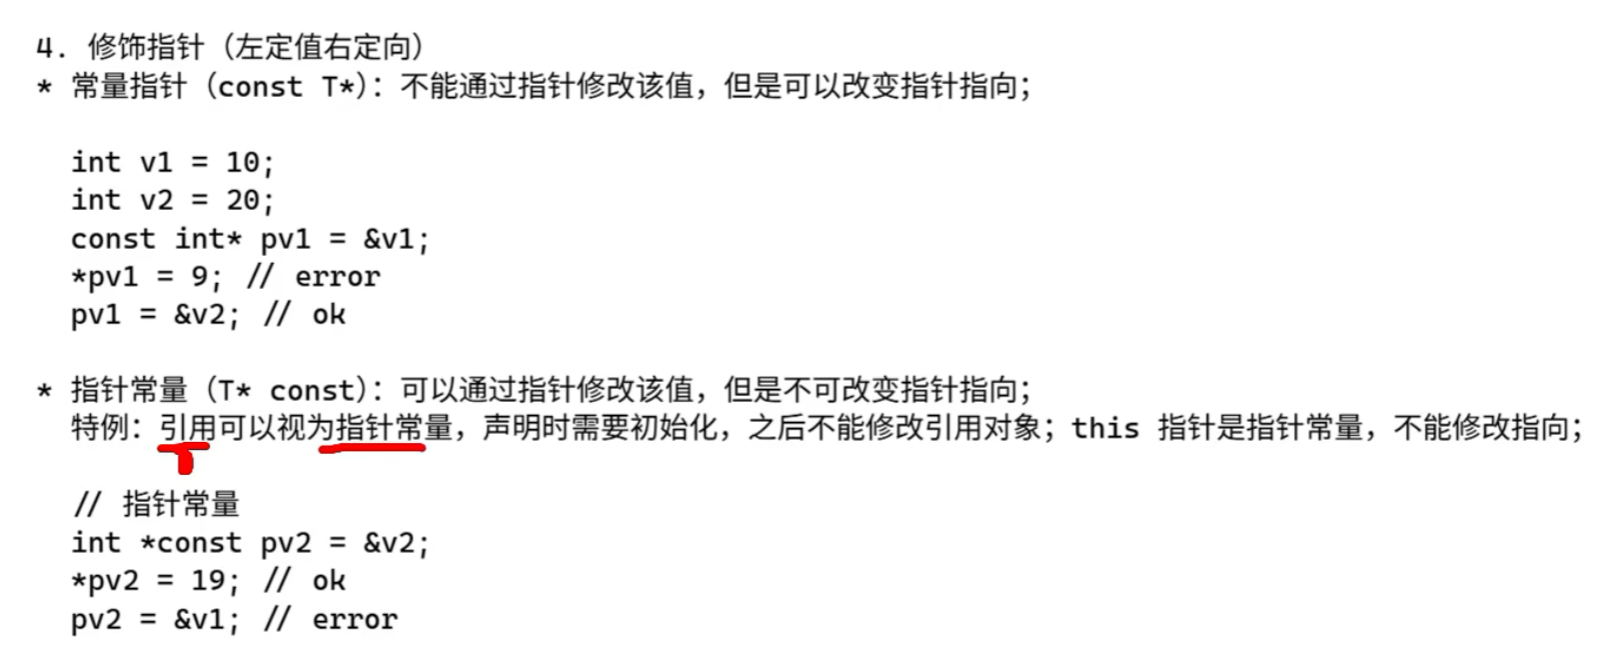 4. 修饰指针（左定值右定向）
* 常量指针（const T*）：不能通过指针修改该值，但是可以改变指针指向；
int v1 = 10;
int v2 = 20;
const int* pv1 = &v1;
*pv1 = 9; // error
pv1 = &v2; // ok
* 指针常量（T* const）：可以通过指针修改该值，但是不可改变指针指向；
特例：引用可以视为指针常量，声明时需要初始化，之后不能修改引用对象；this 指针是指针常量，不能修改指向；
// 指针常量
int *const pv2 = &v2;
*pv2 = 19; // ok
pv2 = &v1; // error